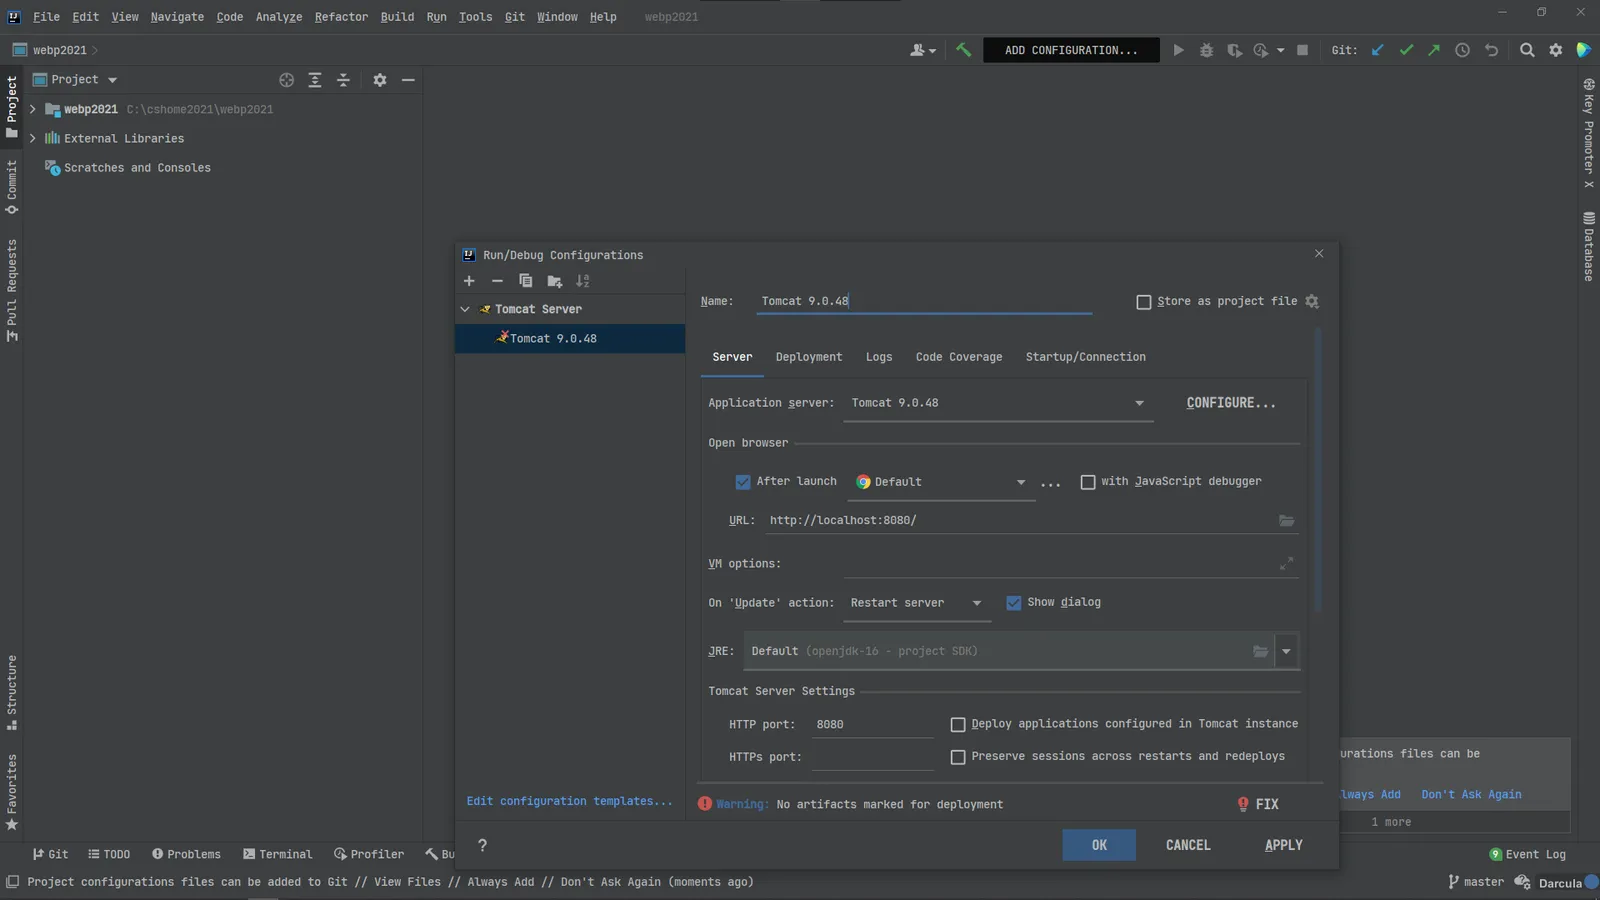 File Edit View Navigate Code Analyze Refactor Build Run Tools Git Window Help webp2021
webp2021
ADD CONFIGURATION...
Git:
Project
Project
webp2021 C:\cshome2021\webp2021
External Libraries
Scratches and Consoles
Commit
Pull Requests
Structure
Favorites
Key Promoter X
Database
Run/Debug Configurations
Tomcat Server
Tomcat 9.0.48
Edit configuration templates...
Name: Tomcat 9.0.48
Store as project file
Server Deployment Logs Code Coverage Startup/Connection
Application server: Tomcat 9.0.48 CONFIGURE...
Open browser
After launch Default ... with JavaScript debugger
URL: http://localhost:8080/
VM options:
On 'Update' action: Restart server Show dialog
JRE: Default (openjdk-16 - project SDK)
Tomcat Server Settings
HTTP port: 8080 Deploy applications configured in Tomcat instance
HTTPs port: Preserve sessions across restarts and redeploys
Warning: No artifacts marked for deployment FIX
? OK CANCEL APPLY
urations files can be
lways Add Don't Ask Again
1 more
Git TODO Problems Terminal Profiler Bu
9 Event Log
Project configurations files can be added to Git // View Files // Always Add // Don't Ask Again (moments ago)
master Darcula